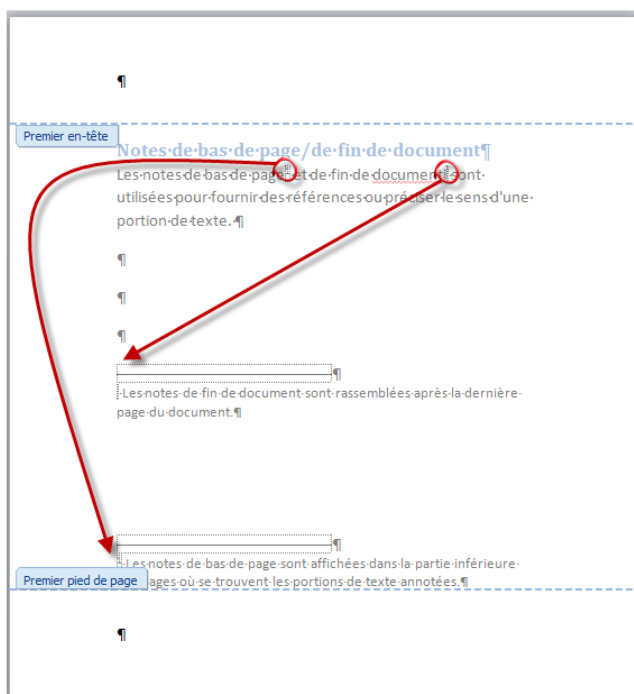 ¶
Premier en-tête
Notes·de·bas·de·page/de·fin·de·document¶
Les·notes·de·bas·de·page·et·de·fin·de·document·sont·
utilisées·pour·fournir·des·références·ou·préciser·le·sens·d'une·
portion·de·texte.·¶
¶
¶
¶
¶
·Les·notes·de·fin·de·document·sont·rassemblées·après·la·dernière·
page·du·document.¶
¶
·Les·notes·de·bas·de·page·sont·affichées·dans·la·partie·inférieure·
Premier pied de page ages·où·se·trouvent·les·portions·de·texte·annotées.¶
¶